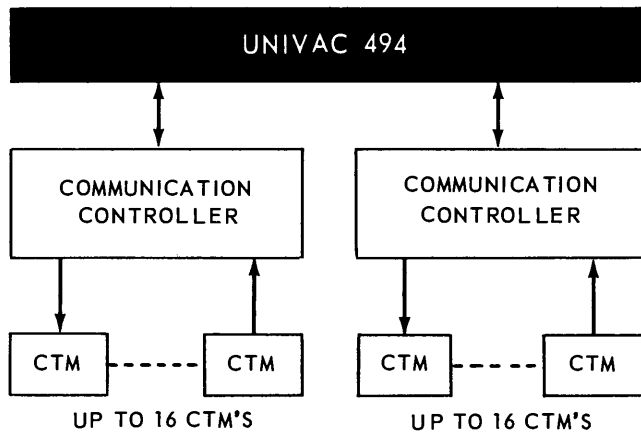 UNIVAC 494
COMMUNICATION
CONTROLLER
COMMUNICATION
CONTROLLER
CTM
CTM
CTM
CTM
UP TO 16 CTM'S
UP TO 16 CTM'S